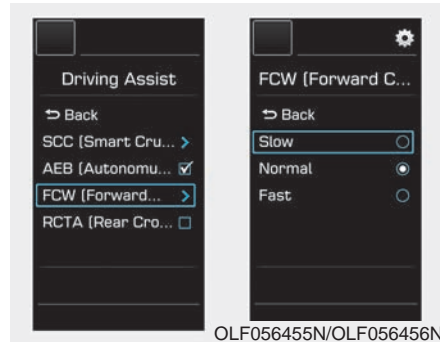 Driving Assist
Back
SCC (Smart Cru...
AEB (Autonomu...
FCW (Forward...
RCTA (Rear Cro...
FCW (Forward C...
Back
Slow
Normal
Fast
OLF056455N/OLF056456N